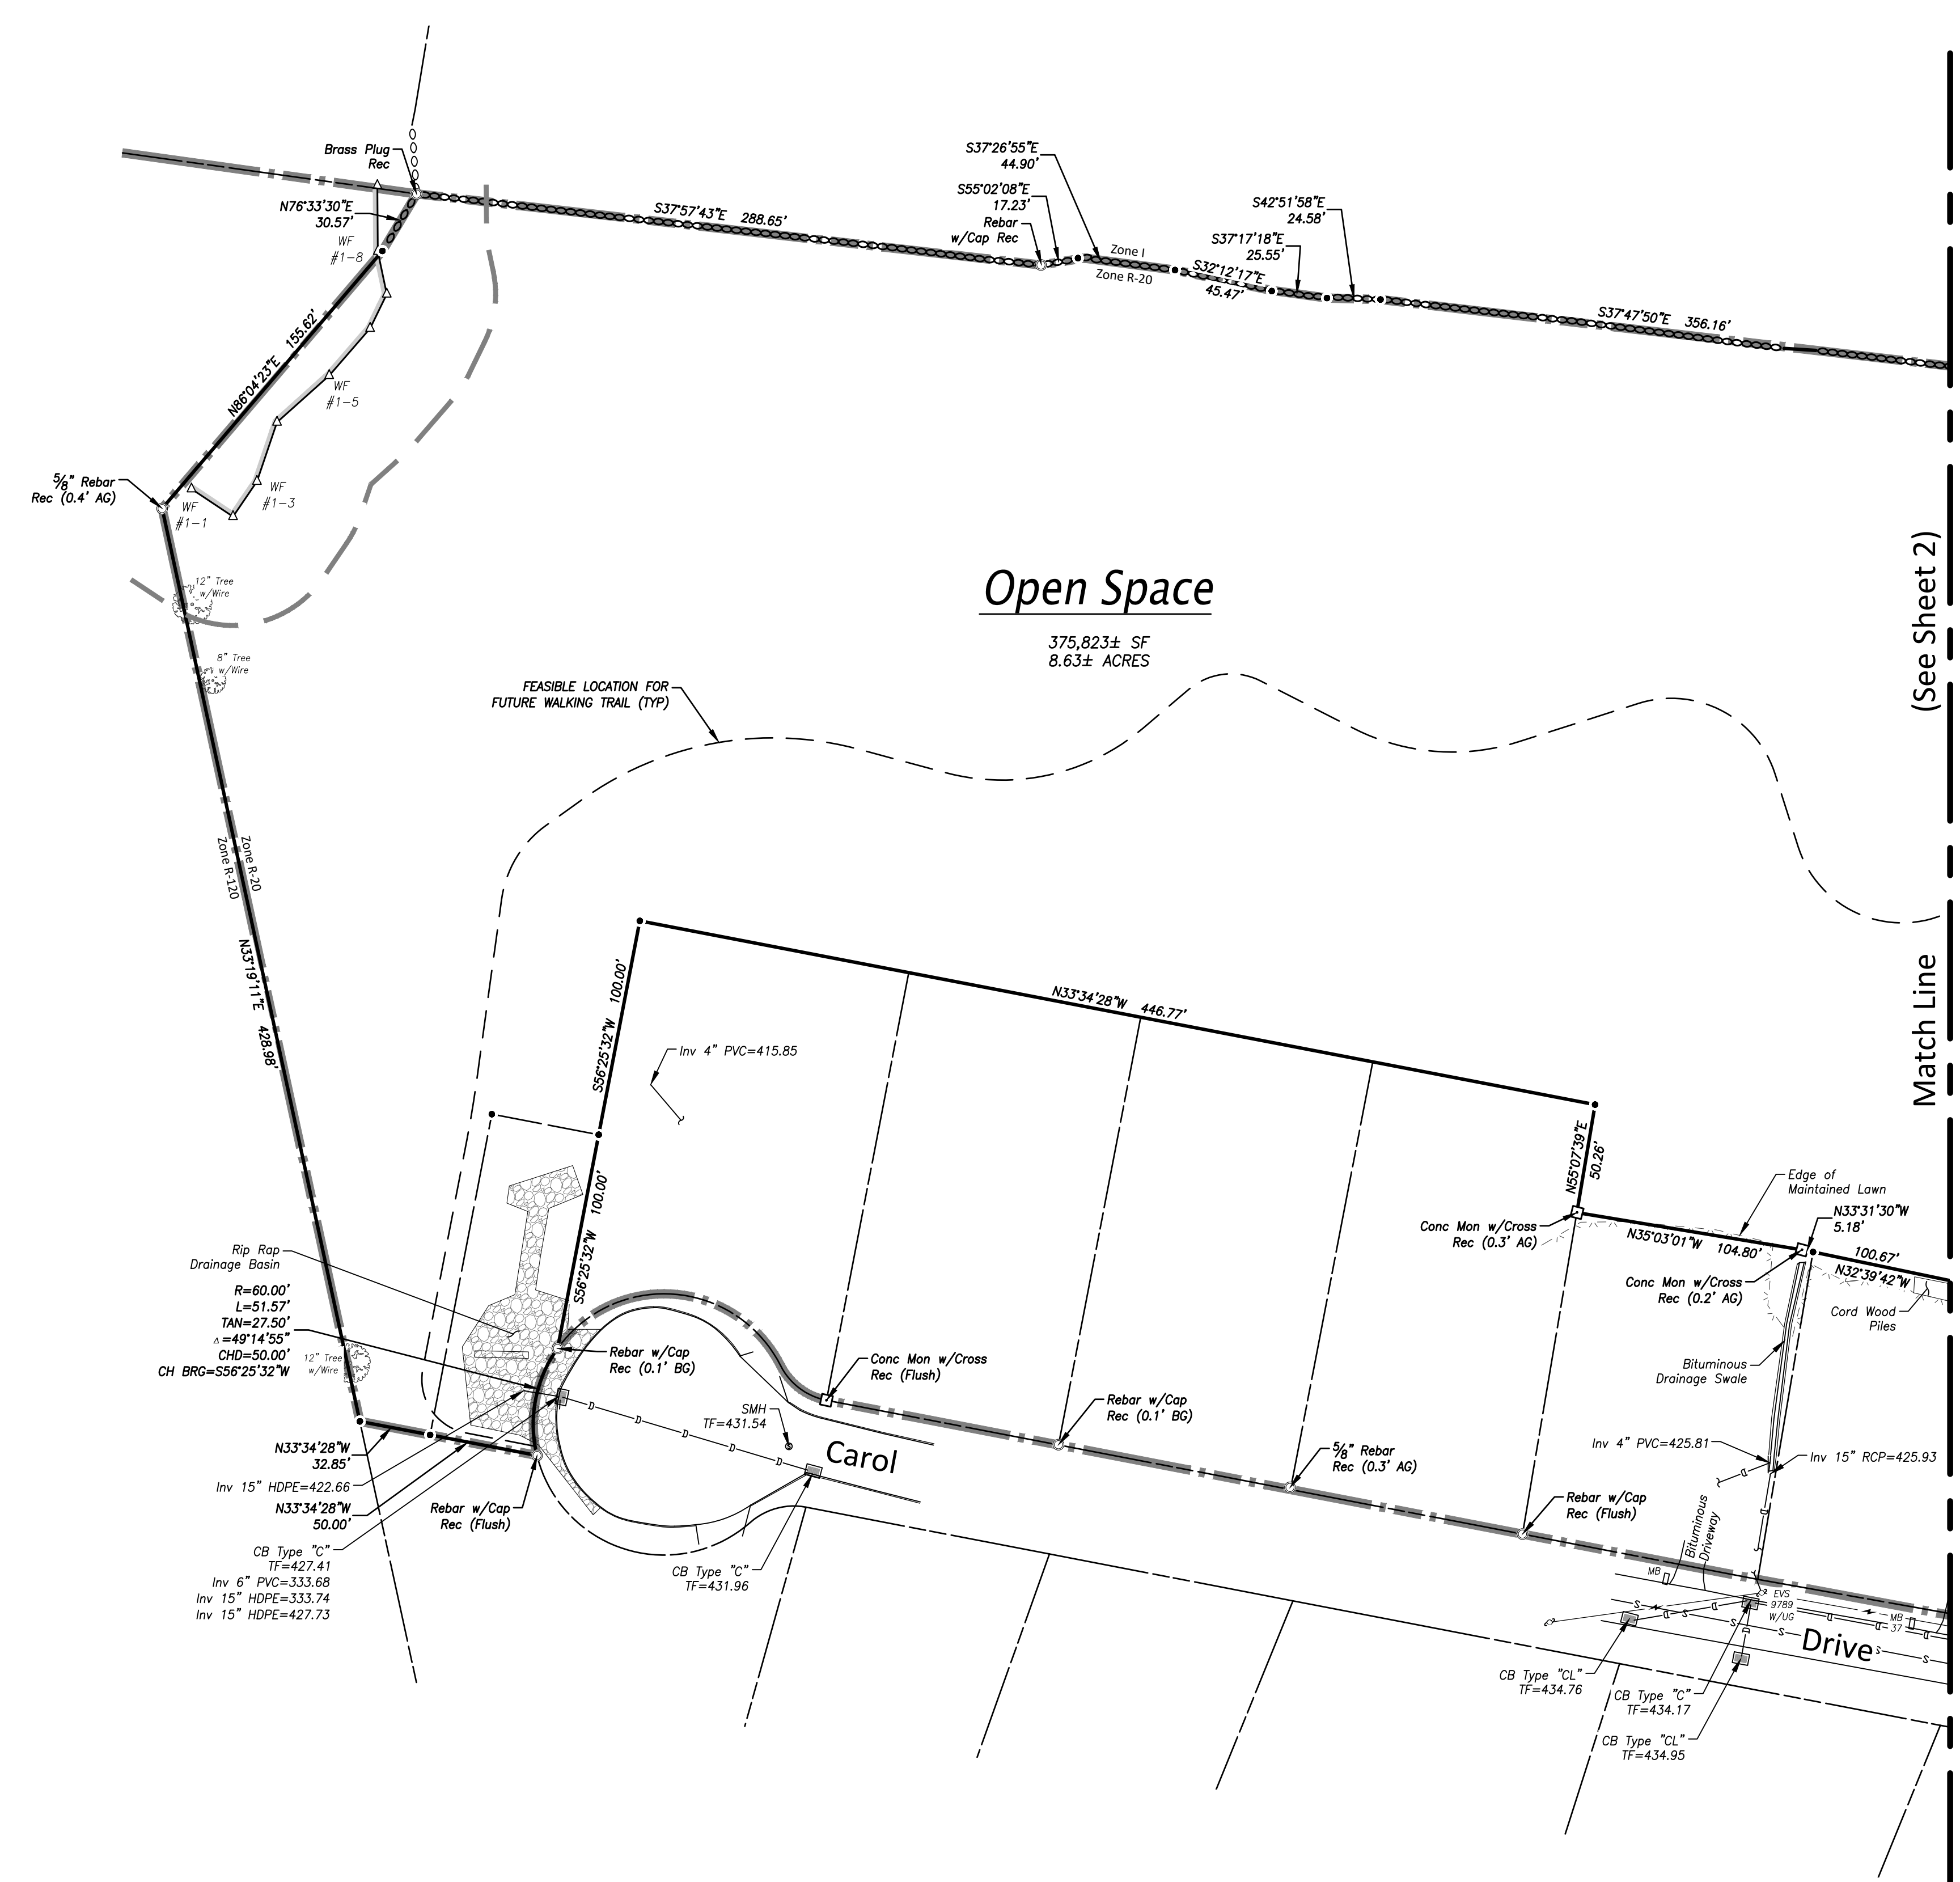 Brass Plug
Rec
N76°33'30"E
30.57'
WF
#1-8
S37°57'43"E 288.65'
S37°26'55"E
44.90'
S55°02'08"E
17.23'
Rebar
w/Cap Rec
Zone I
Zone R-20
S42°51'58"E
24.58'
S37°17'18"E
25.55'
S32°12'17"E
45.47'
S37°47'50"E 356.16'
N86°04'23"E 155.62'
WF
#1-5
5/8" Rebar
Rec (0.4' AG)
WF
#1-3
WF
#1-1
12" Tree
w/Wire
8" Tree
w/Wire
Open Space
375,823± SF
8.63± ACRES
(See Sheet 2)
Match Line
FEASIBLE LOCATION FOR
FUTURE WALKING TRAIL (TYP)
Zone R-20
Zone R-120
N33°19'11"E 428.98'
S56°25'32"W 100.00'
N33°34'28"W 446.77'
Inv 4" PVC=415.85
S56°25'32"W 100.00'
N55°07'39"E
50.26'
Edge of
Maintained Lawn
N33°31'30"W
5.18'
Conc Mon w/Cross
Rec (0.3' AG)
N35°03'01"W 104.80'
100.67'
N32°39'42"W
Conc Mon w/Cross
Rec (0.2' AG)
Cord Wood
Piles
Rip Rap
Drainage Basin
R=60.00'
L=51.57'
TAN=27.50'
△=49°14'55"
CHD=50.00'
CH BRG=S56°25'32"W
12" Tree
w/Wire
Rebar w/Cap
Rec (0.1' BG)
Conc Mon w/Cross
Rec (Flush)
Bituminous
Drainage Swale
SMH
TF=431.54
Rebar w/Cap
Rec (0.1' BG)
Carol
5/8" Rebar
Rec (0.3' AG)
Inv 4" PVC=425.81
Inv 15" RCP=425.93
N33°34'28"W
32.85'
Inv 15" HDPE=422.66
N33°34'28"W
50.00'
Rebar w/Cap
Rec (Flush)
Rebar w/Cap
Rec (Flush)
Bituminous
Driveway
CB Type "C"
TF=427.41
Inv 6" PVC=333.68
Inv 15" HDPE=333.74
Inv 15" HDPE=427.73
CB Type "C"
TF=431.96
MB
EVS
9789
W/UG
MB
37
Drive
CB Type "CL"
TF=434.76
CB Type "C"
TF=434.17
CB Type "CL"
TF=434.95
D
D
D
D
D
D
D
D
D
D
D
D
D
S
S
S
S
S
S